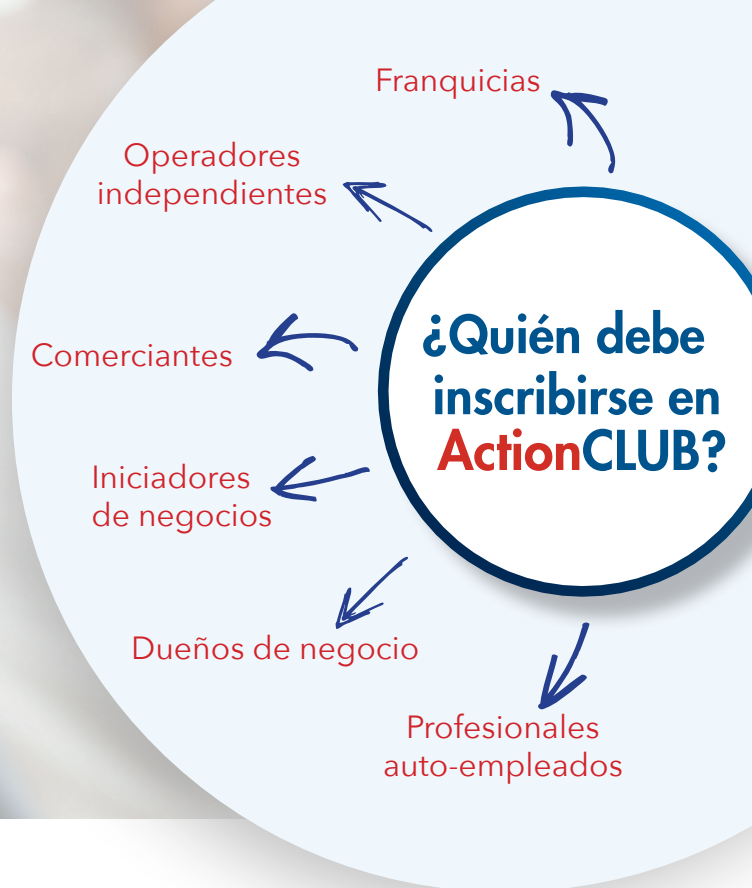 Franquicias
Operadores
independientes
Comerciantes
Iniciadores
de negocios
Dueños de negocio
Profesionales
auto-empleados
¿Quién debe
inscribirse en
ActionCLUB?